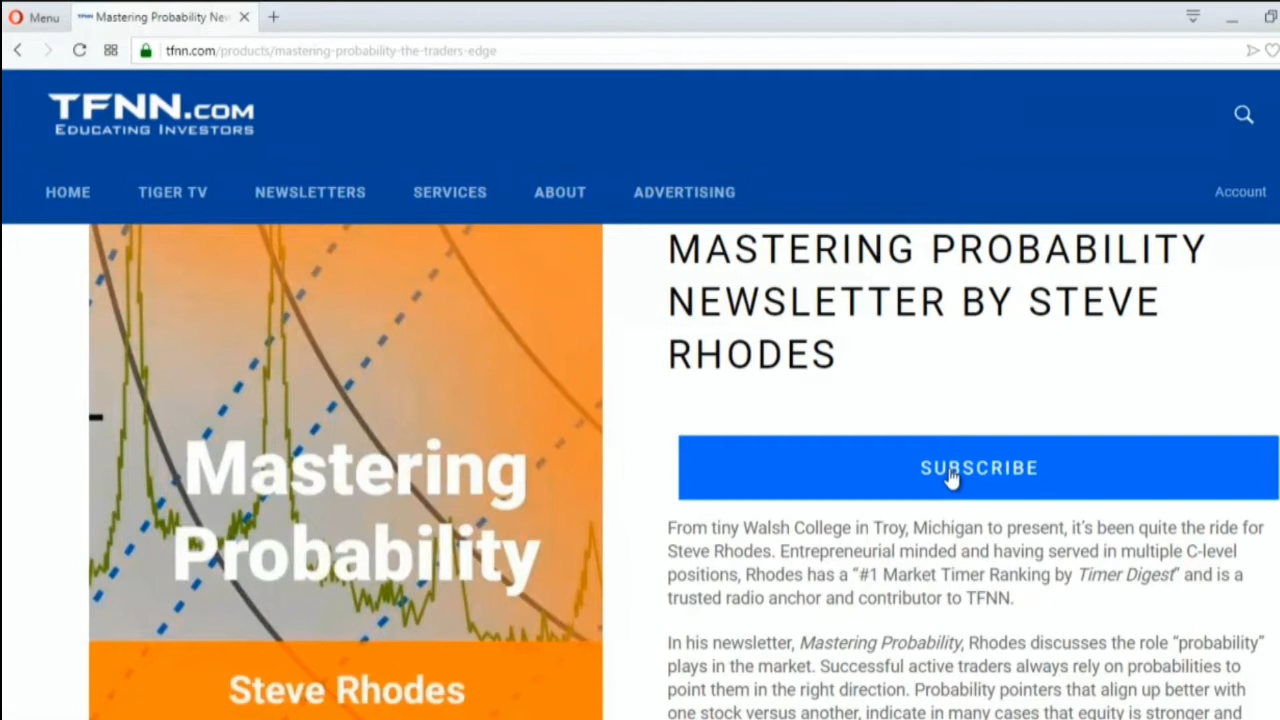 Menu
Mastering Probability New
tfnn.com/products/mastering-probability-the-traders-edge
TFNN.COM
EDUCATING INVESTORS
HOME TIGER TV NEWSLETTERS SERVICES ABOUT ADVERTISING
Account
Mastering
Probability
Steve Rhodes
MASTERING PROBABILITY
NEWSLETTER BY STEVE
RHODES
SUBSCRIBE
From tiny Walsh College in Troy, Michigan to present, it's been quite the ride for
Steve Rhodes. Entrepreneurial minded and having served in multiple C-level
positions, Rhodes has a “#1 Market Timer Ranking by Timer Digest” and is a
trusted radio anchor and contributor to TFNN.
In his newsletter, Mastering Probability, Rhodes discusses the role “probability”
plays in the market. Successful active traders always rely on probabilities to
point them in the right direction. Probability pointers that align up better with
one stock versus another, indicate in many cases that equity is stronger and